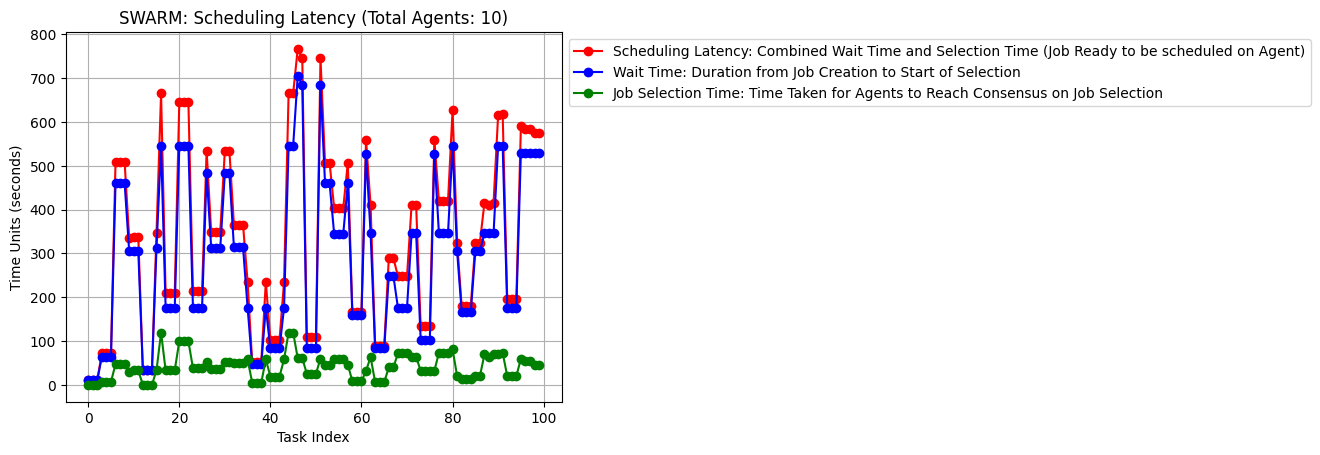 SWARM: Scheduling Latency (Total Agents: 10)
Scheduling Latency: Combined Wait Time and Selection Time (Job Ready to be scheduled on Agent)
Wait Time: Duration from Job Creation to Start of Selection
Job Selection Time: Time Taken for Agents to Reach Consensus on Job Selection
Time Units (seconds)
800
700
600
500
400
300
200
100
0
0 20 40 60 80 100
Task Index